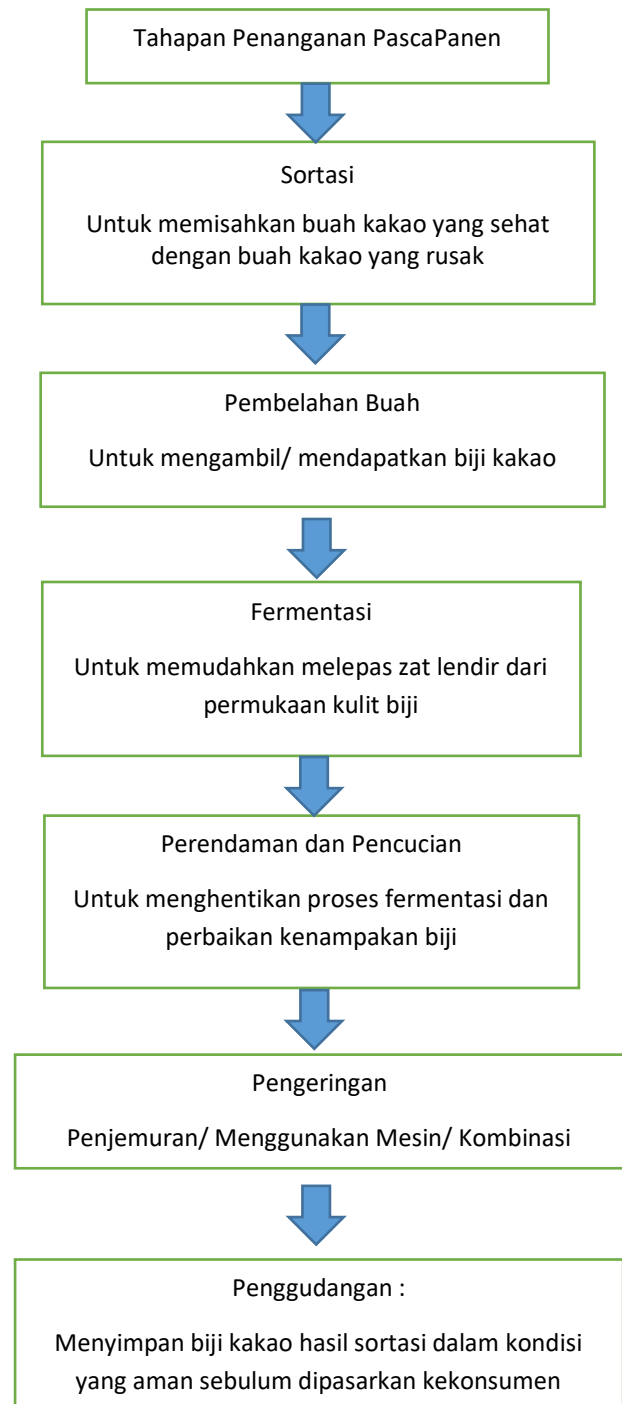 Tahapan Penanganan PascaPanen
Sortasi
Untuk memisahkan buah kakao yang sehat
dengan buah kakao yang rusak
Pembelahan Buah
Untuk mengambil/ mendapatkan biji kakao
Fermentasi
Untuk memudahkan melepas zat lendir dari
permukaan kulit biji
Perendaman dan Pencucian
Untuk menghentikan proses fermentasi dan
perbaikan kenampakan biji
Pengeringan
Penjemuran/ Menggunakan Mesin/ Kombinasi
Penggudangan :
Menyimpan biji kakao hasil sortasi dalam kondisi
yang aman sebulum dipasarkan kekonsumen